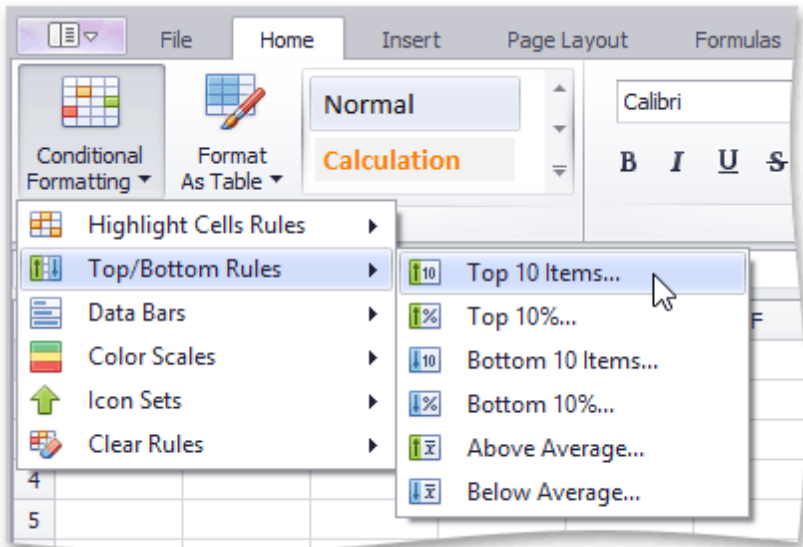 File Home Insert Page Layout Formulas
Conditional
Formatting
Format
As Table
Normal
Calculation
Calibri
B I U S
Highlight Cells Rules
Top/Bottom Rules
Data Bars
Color Scales
Icon Sets
Clear Rules
10 Top 10 Items...
% Top 10%...
10 Bottom 10 Items...
% Bottom 10%...
x Above Average...
x Below Average...
F
4
5